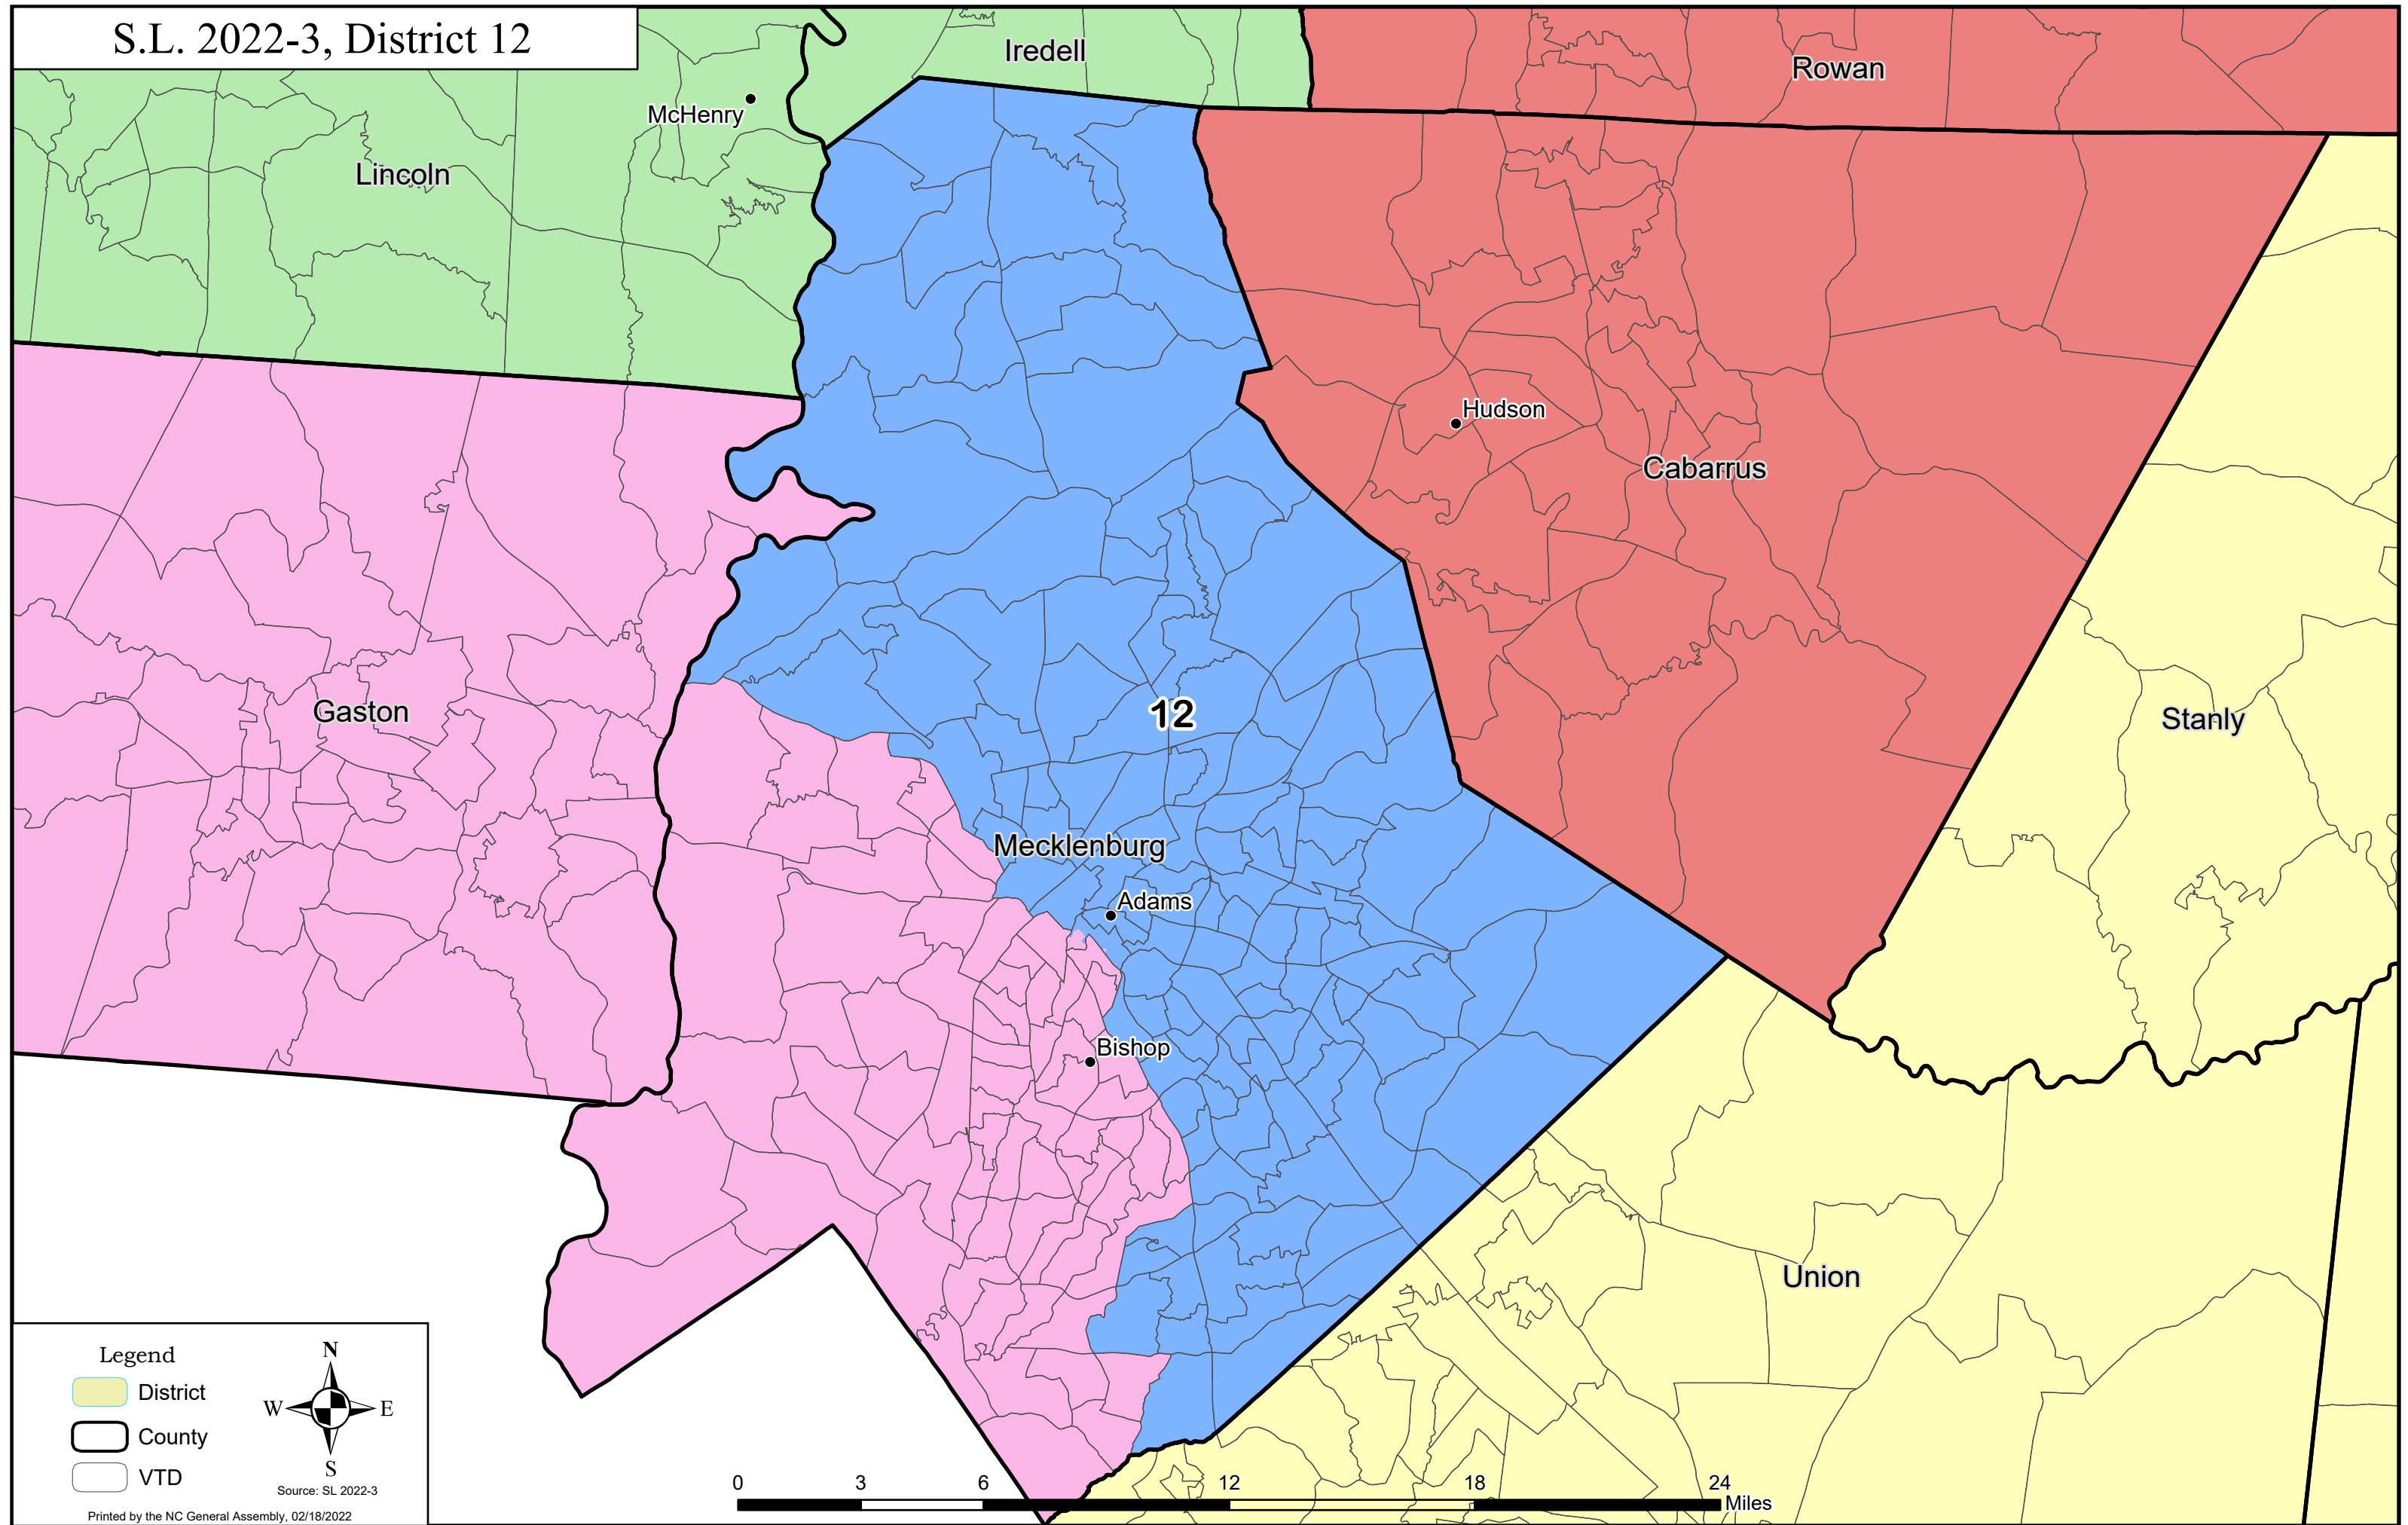 S.L. 2022-3, District 12
Iredell
Rowan
McHenry
Lincoln
Hudson
Cabarrus
Gaston
12
Stanly
Mecklenburg
Adams
Bishop
Union
Legend
District
County
VTD
N
W E
S
Source: SL 2022-3
Printed by the NC General Assembly, 02/18/2022
0 3 6 12 18 24
Miles